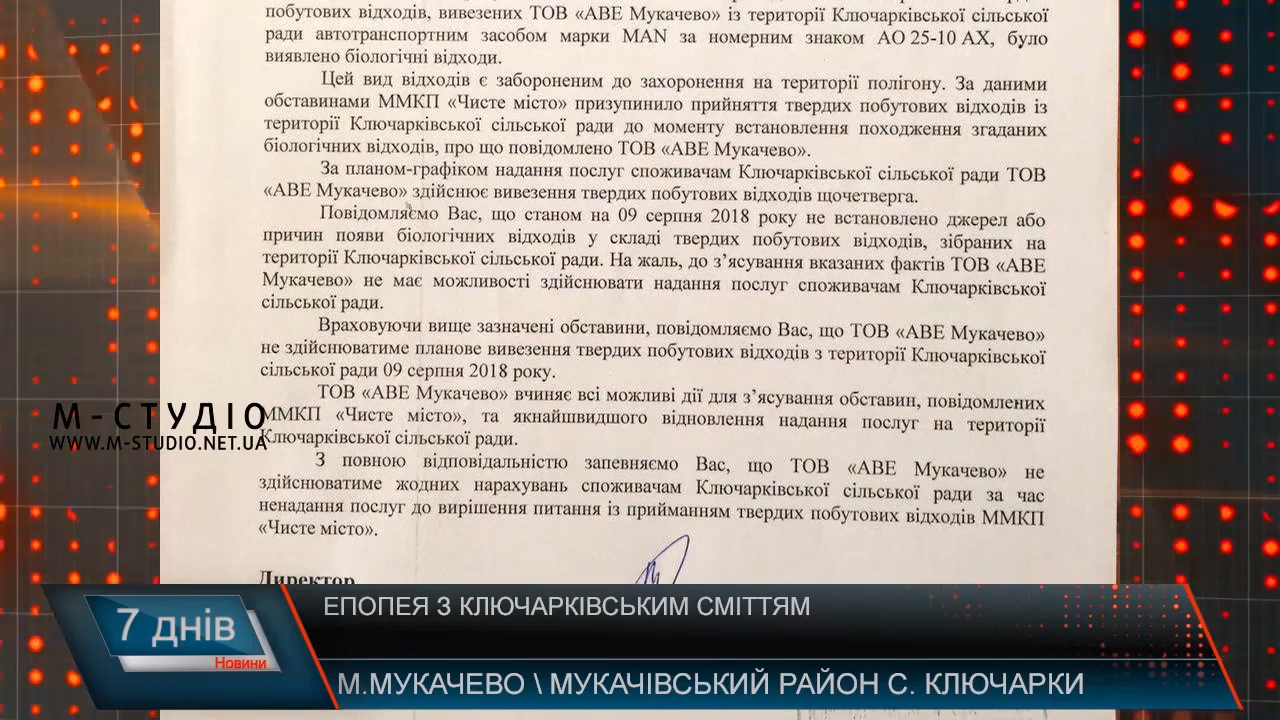 побутових відходів, вивезених ТОВ «АВЕ Мукачево» із території Ключарківської сільської
ради автотранспортним засобом марки MAN за номерним знаком АО 25-10 АХ, було
виявлено біологічні відходи.
Цей вид відходів є забороненим до захоронення на території полігону. За даними
обставинами ММКП «Чисте місто» призупинило прийняття твердих побутових відходів із
території Ключарківської сільської ради до моменту встановлення походження згаданих
біологічних відходів, про що повідомлено ТОВ «АВЕ Мукачево».
За планом-графіком надання послуг споживачам Ключарківської сільської ради ТОВ
«АВЕ Мукачево» здійснює вивезення твердих побутових відходів щочетверга.
Повідомляємо Вас, що станом на 09 серпня 2018 року не встановлено джерел або
причин появи біологічних відходів у складі твердих побутових відходів, зібраних на
території Ключарківської сільської ради. На жаль, до з’ясування вказаних фактів ТОВ «АВЕ
Мукачево» не має можливості здійснювати надання послуг споживачам Ключарківської
сільської ради.
Враховуючи вище зазначені обставини, повідомляємо Вас, що ТОВ «АВЕ Мукачево»
не здійснюватиме планове вивезення твердих побутових відходів з території Ключарківської
сільської ради 09 серпня 2018 року.
ТОВ «АВЕ Мукачево» вчиняє всі можливі дії для з’ясування обставин, повідомлених
ММКП «Чисте місто», та якнайшвидшого відновлення надання послуг на території
Ключарківської сільської ради.
З повною відповідальністю запевняємо Вас, що ТОВ «АВЕ Мукачево» не
здійснюватиме жодних нарахувань споживачам Ключарківської сільської ради за час
ненадання послуг до вирішення питання із прийманням твердих побутових відходів ММКП
«Чисте місто».
Директор
М-СТУДІО
WWW.M-STUDIO.NET.UA
7 днів
Новини
ЕПОПЕЯ З КЛЮЧАРКІВСЬКИМ СМІТТЯМ
М.МУКАЧЕВО \ МУКАЧІВСЬКИЙ РАЙОН С. КЛЮЧАРКИ